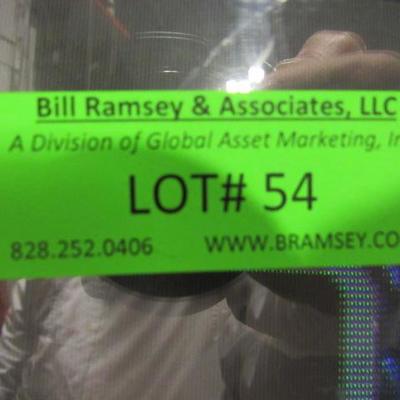 Bill Ramsey & Associates, LLC
A Division of Global Asset Marketing, In
LOT# 54
828.252.0406 WWW.BRAMSEY.CO